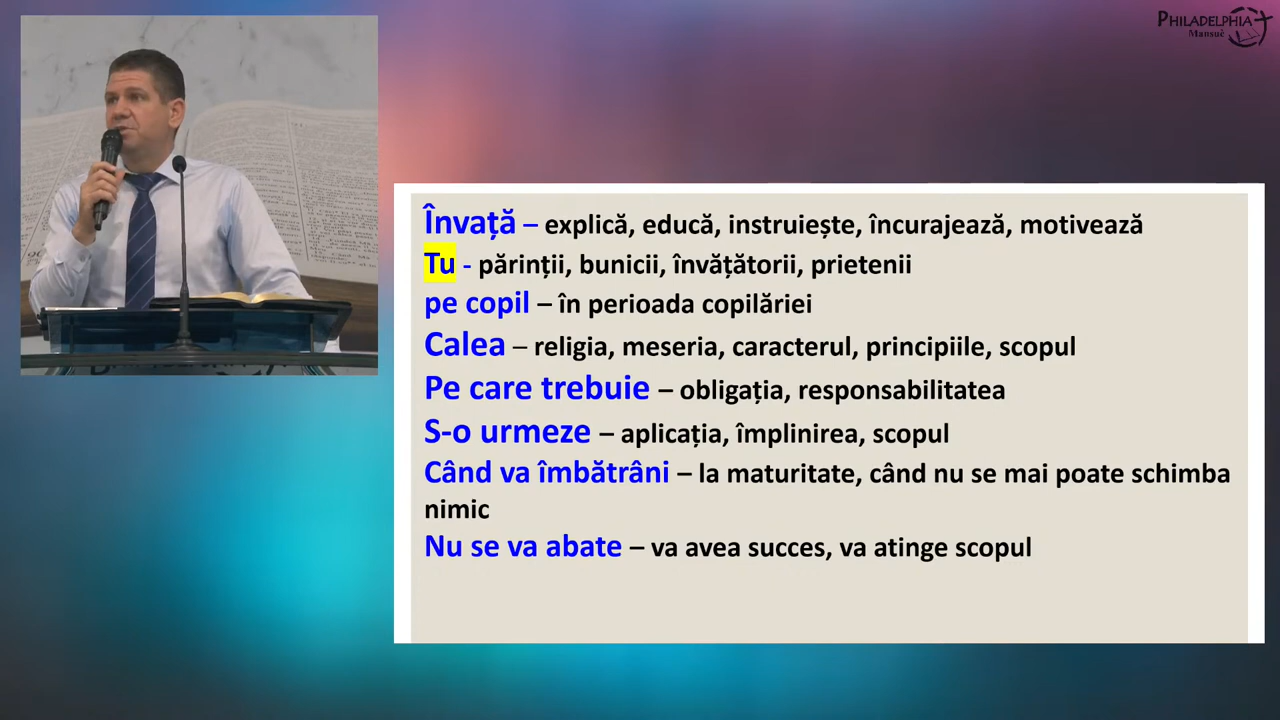 PHILADELPHIA
Mansuè
Învață – explică, educă, instruiește, încurajează, motivează
Tu - părinții, bunicii, învățătorii, prietenii
pe copil – în perioada copilăriei
Calea – religia, meseria, caracterul, principiile, scopul
Pe care trebuie – obligația, responsabilitatea
S-o urmeze – aplicația, împlinirea, scopul
Când va îmbătrâni – la maturitate, când nu se mai poate schimba
nimic
Nu se va abate – va avea succes, va atinge scopul